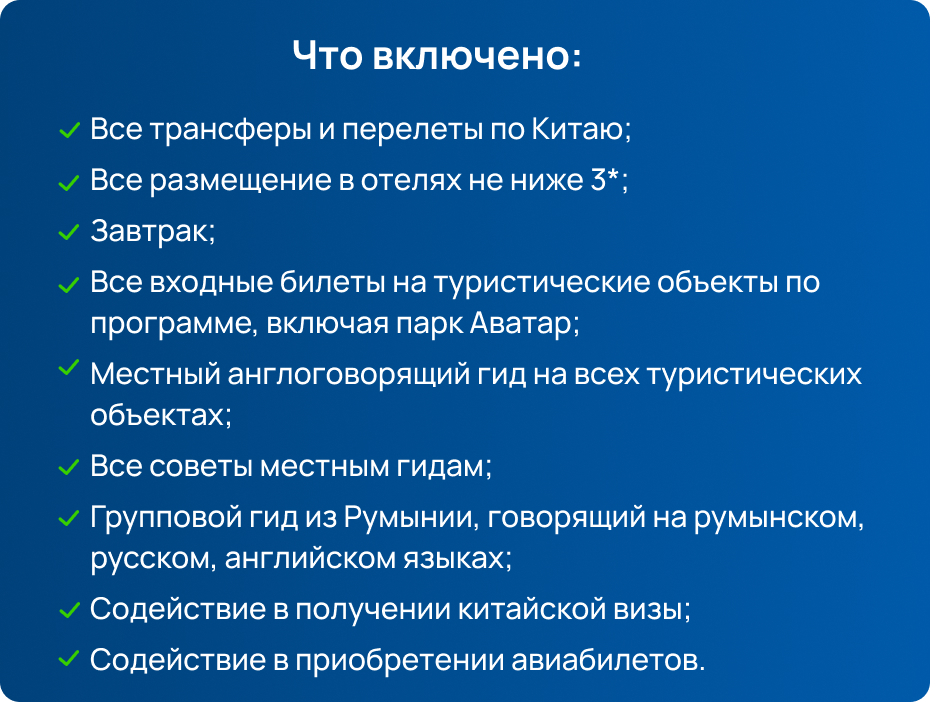 Что включено:
Все трансферы и перелеты по Китаю;
Все размещение в отелях не ниже 3*;
Завтрак;
Все входные билеты на туристические объекты по
программе, включая парк Аватар;
Местный англоговорящий гид на всех туристических
объектах;
Все советы местным гидам;
Групповой гид из Румынии, говорящий на румынском,
русском, английском языках;
Содействие в получении китайской визы;
Содействие в приобретении авиабилетов.